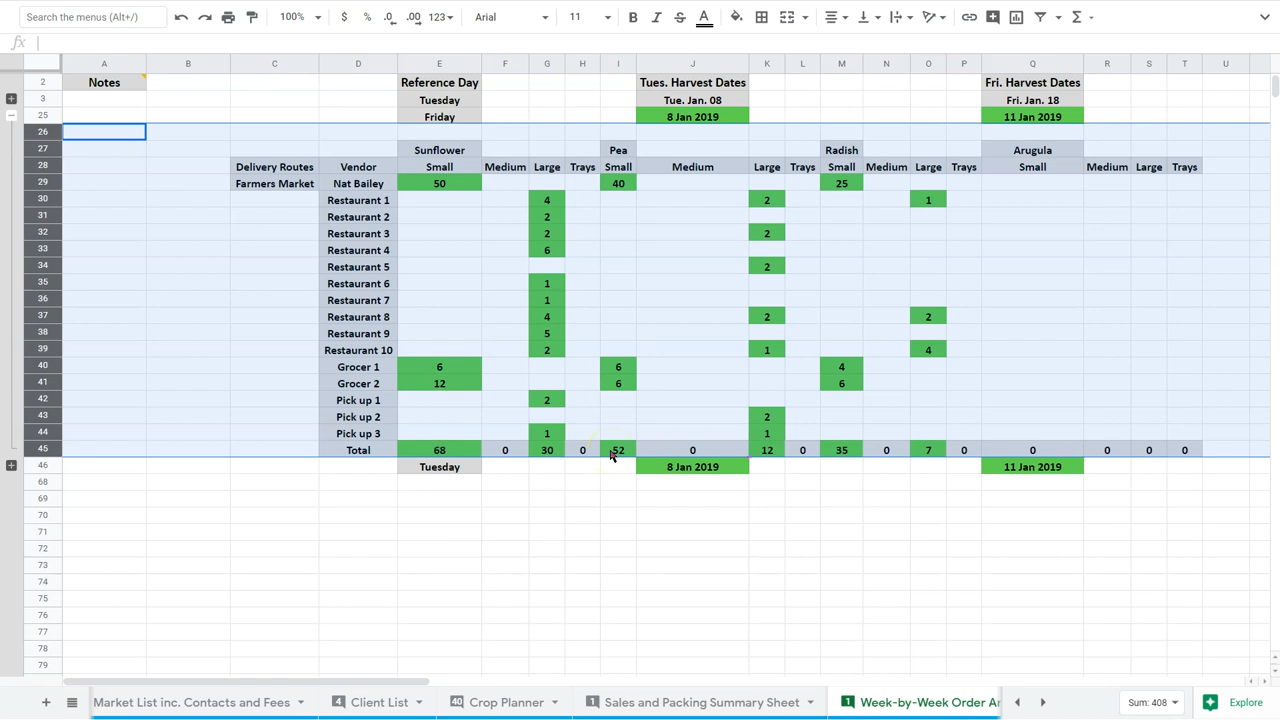 Search the menus (Alt+/) 100% $ % .0 .00 123 Arial 11 B I S A Σ
fx
A B C D E F G H I J K L M N O P Q R S T U
2 Notes Reference Day Tues. Harvest Dates Fri. Harvest Dates
3 Tuesday Tue. Jan. 08 Fri. Jan. 18
25 Friday 8 Jan 2019 11 Jan 2019
26
27 Sunflower Pea Radish Arugula
28 Delivery Routes Vendor Small Medium Large Trays Small Medium Large Trays Small Medium Large Trays Small Medium Large Trays
29 Farmers Market Nat Bailey 50 40 25
30 Restaurant 1 4 2 1
31 Restaurant 2 2
32 Restaurant 3 2 2
33 Restaurant 4 6
34 Restaurant 5 2
35 Restaurant 6 1
36 Restaurant 7 1
37 Restaurant 8 4 2 2
38 Restaurant 9 5
39 Restaurant 10 2 1 4
40 Grocer 1 6 6 4
41 Grocer 2 12 6 6
42 Pick up 1 2
43 Pick up 2 2
44 Pick up 3 1 1
45 Total 68 0 30 0 52 0 12 0 35 0 7 0 0 0 0 0
46 Tuesday 8 Jan 2019 11 Jan 2019
68
69
70
71
72
73
74
75
76
77
78
79
Market List inc. Contacts and Fees 4 Client List 40 Crop Planner 1 Sales and Packing Summary Sheet 1 Week-by-Week Order An Sum: 408 Explore